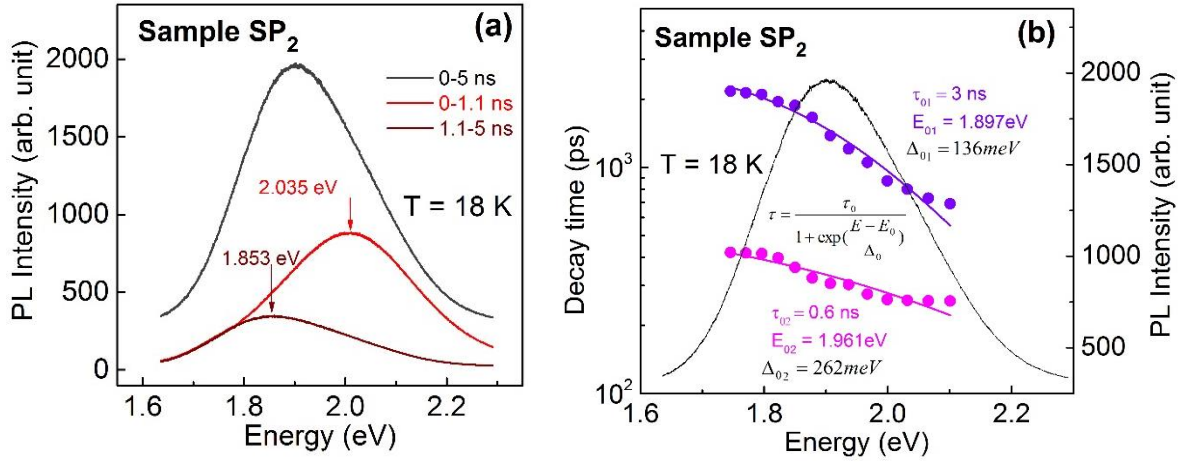 Sample SP₂
(a)
PL Intensity (arb. unit)
2000
1500
1000
500
0
0-5 ns
0-1.1 ns
1.1-5 ns
2.035 eV
1.853 eV
T = 18 K
1.6
1.8
2.0
2.2
Energy (eV)
Sample SP₂
(b)
Decay time (ps)
10³
10²
τ₀₁ = 3 ns
E₀₁ = 1.897eV
Δ₀₁ = 136meV
T = 18 K
τ = τ₀ / (1 + exp((E − E₀)/Δ₀))
τ₀₂ = 0.6 ns
E₀₂ = 1.961eV
Δ₀₂ = 262meV
2000
1750
1500
1250
1000
750
500
PL Intensity (arb. unit)
1.6
1.8
2.0
2.2
Energy (eV)